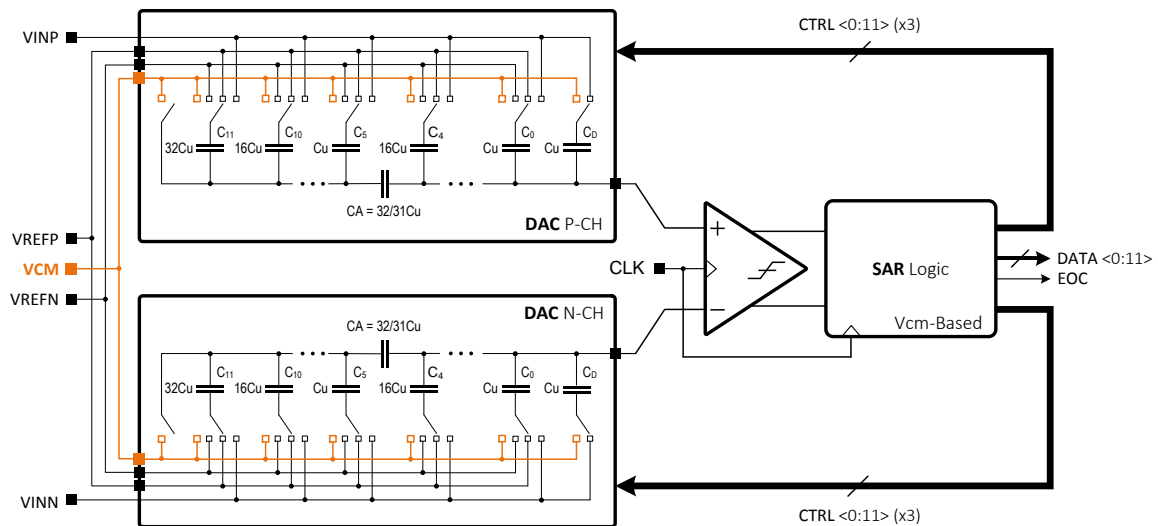 CTRL <0:11> (x3)
VINP
C11
C10
C5
C4
C0
CD
32Cu
16Cu
Cu
16Cu
Cu
Cu
CA = 32/31Cu
DAC P-CH
VREFP
VCM
VREFN
CLK
SAR Logic
Vcm-Based
DATA <0:11>
EOC
DAC N-CH
CA = 32/31Cu
C11
C10
C5
C4
C0
CD
32Cu
16Cu
Cu
16Cu
Cu
Cu
VINN
CTRL <0:11> (x3)